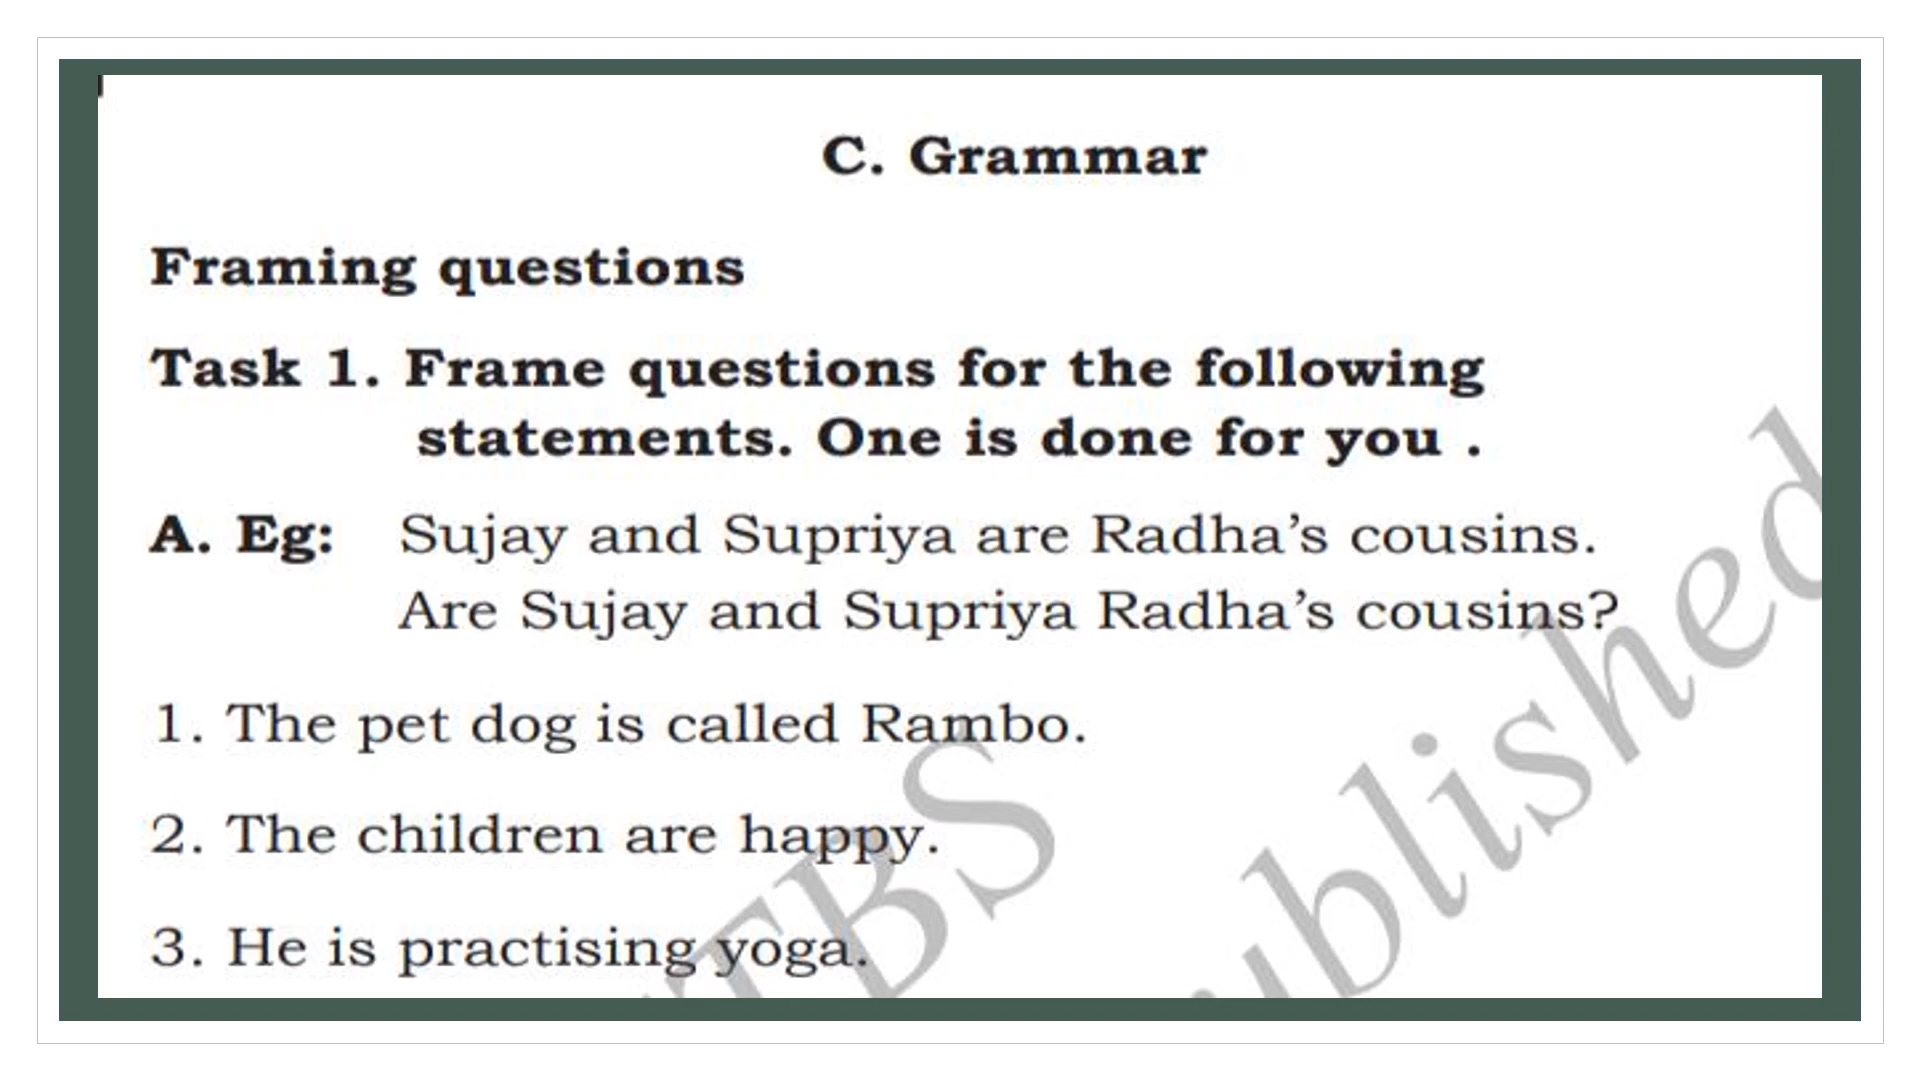 C. Grammar
Framing questions
Task 1. Frame questions for the following
statements. One is done for you .
A. Eg: Sujay and Supriya are Radha's cousins.
Are Sujay and Supriya Radha's cousins?
1. The pet dog is called Rambo.
2. The children are happy.
3. He is practising yoga.
TBS
ublished